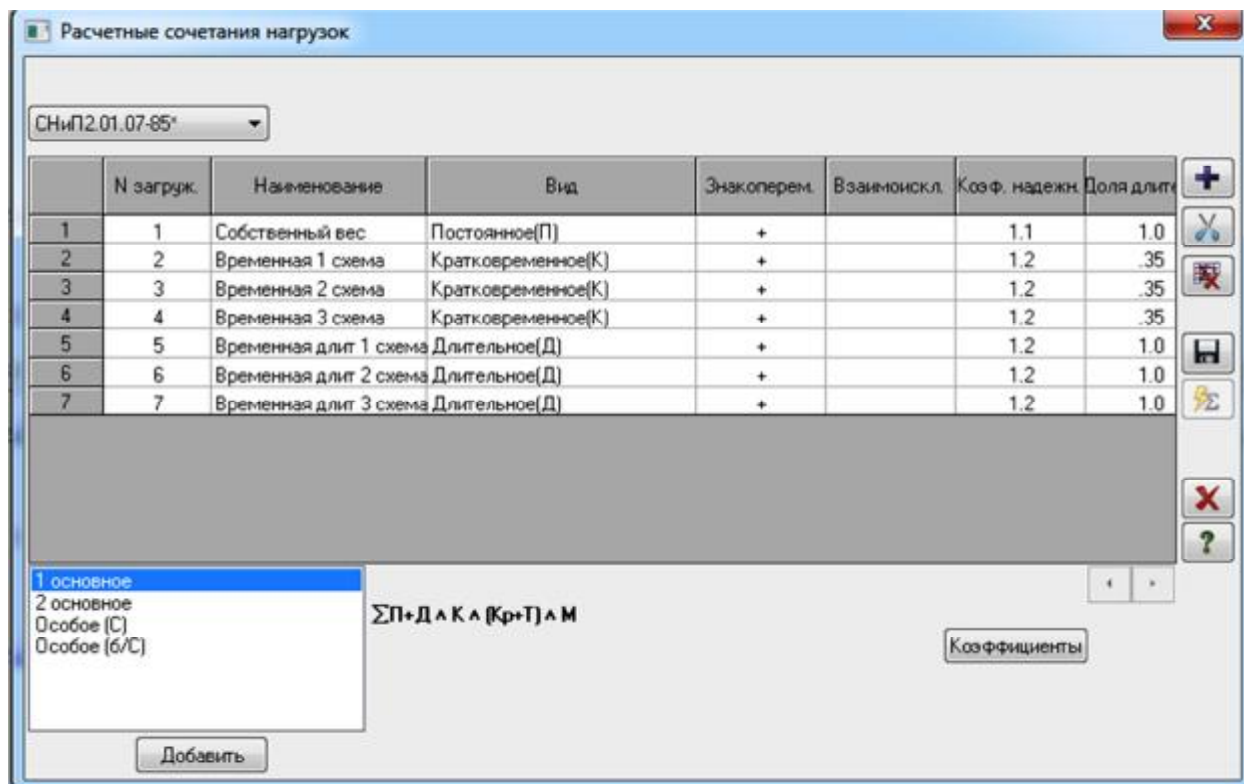 Расчетные сочетания нагрузок
СНиП2.01.07-85*
N загруж. Наименование Вид Знакоперем. Взаимоискл. Коэф. надежн. Доля длите
1 1 Собственный вес Постоянное(П) + 1.1 1.0
2 2 Временная 1 схема Кратковременное(К) + 1.2 .35
3 3 Временная 2 схема Кратковременное(К) + 1.2 .35
4 4 Временная 3 схема Кратковременное(К) + 1.2 .35
5 5 Временная длит 1 схема Длительное(Д) + 1.2 1.0
6 6 Временная длит 2 схема Длительное(Д) + 1.2 1.0
7 7 Временная длит 3 схема Длительное(Д) + 1.2 1.0
1 основное
2 основное
Особое (С)
Особое (б/С)
∑П+Д ∧ К ∧ (Кр+Т) ∧ М
Коэффициенты
Добавить